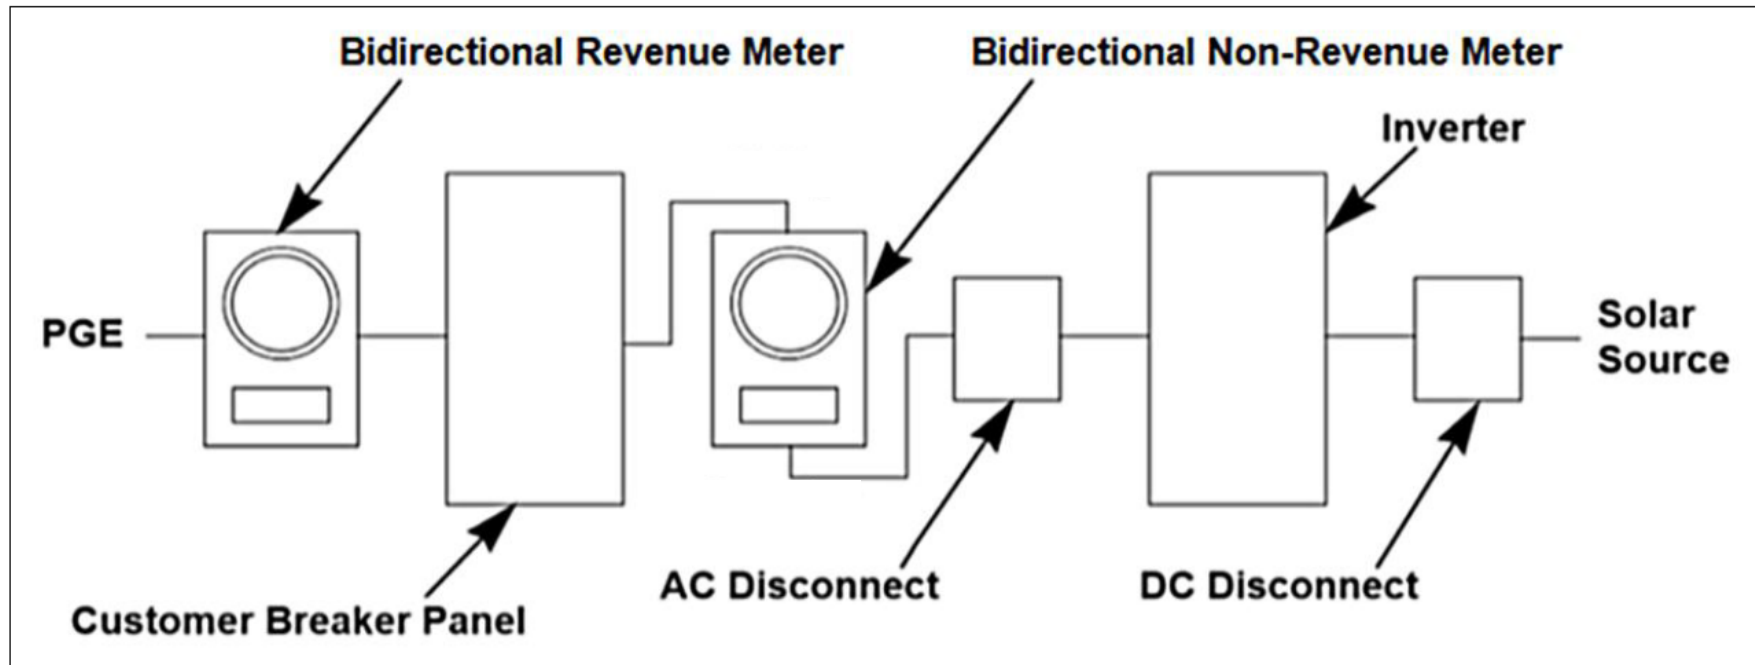 Bidirectional Revenue Meter
Bidirectional Non-Revenue Meter
Inverter
PGE
Solar
Source
AC Disconnect
DC Disconnect
Customer Breaker Panel